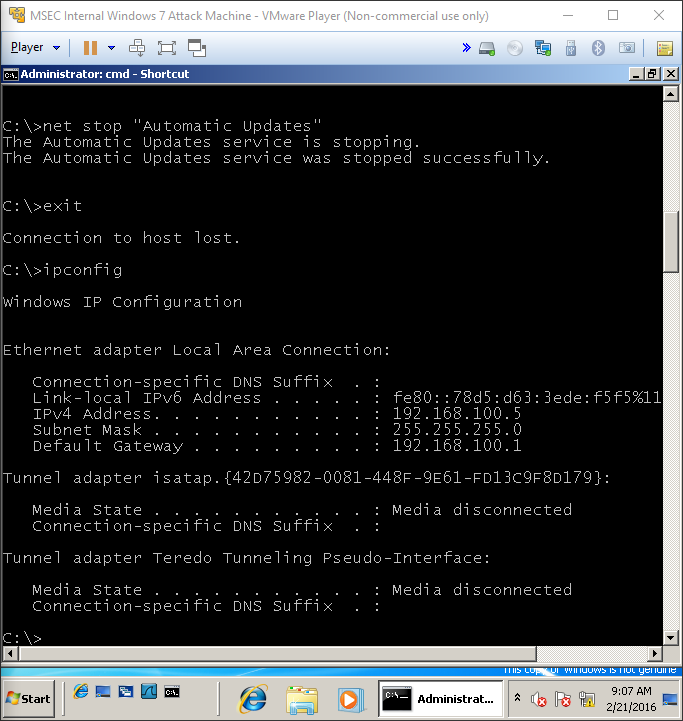 MSEC Internal Windows 7 Attack Machine - VMware Player (Non-commercial use only)
Player
Administrator: cmd - Shortcut
C:\>net stop "Automatic Updates"
The Automatic Updates service is stopping.
The Automatic Updates service was stopped successfully.
C:\>exit
Connection to host lost.
C:\>ipconfig
Windows IP Configuration
Ethernet adapter Local Area Connection:
Connection-specific DNS Suffix  . :
Link-local IPv6 Address . . . . . : fe80::78d5:d63:3ede:f5f5%11
IPv4 Address. . . . . . . . . . . : 192.168.100.5
Subnet Mask . . . . . . . . . . . : 255.255.255.0
Default Gateway . . . . . . . . . : 192.168.100.1
Tunnel adapter isatap.{42D75982-0081-448F-9E61-FD13C9F8D179}:
Media State . . . . . . . . . . . : Media disconnected
Connection-specific DNS Suffix  . :
Tunnel adapter Teredo Tunneling Pseudo-Interface:
Media State . . . . . . . . . . . : Media disconnected
Connection-specific DNS Suffix  . :
C:\>
This copy of Windows is not genuine
Start
Administrat...
9:07 AM
2/21/2016